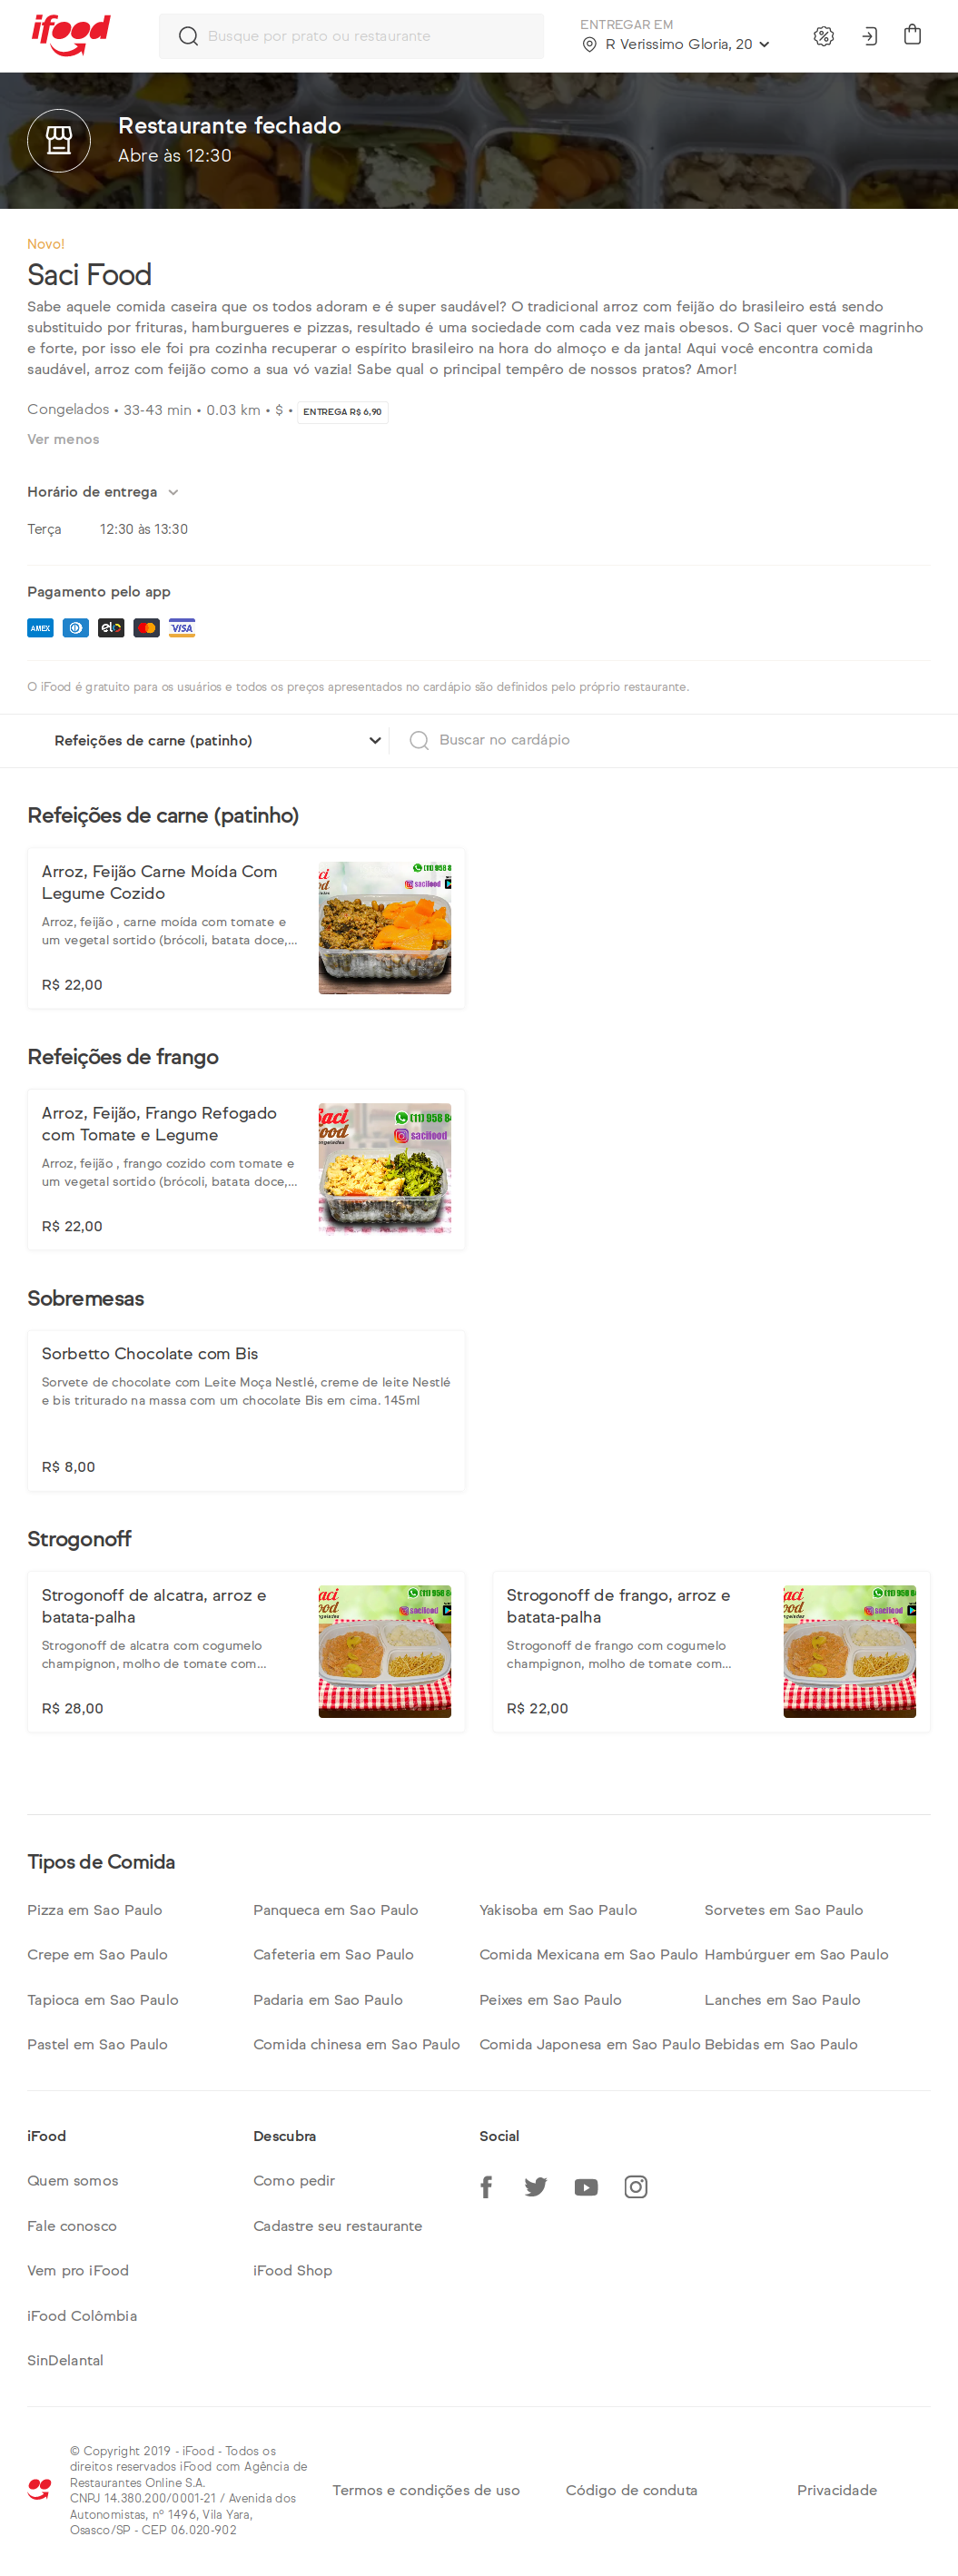 ifood
Busque por prato ou restaurante
ENTREGAR EM
R Verissimo Gloria, 20
Restaurante fechado
Abre às 12:30
Novo!
Saci Food
Sabe aquele comida caseira que os todos adoram e é super saudável? O tradicional arroz com feijão do brasileiro está sendo
substituido por frituras, hamburgueres e pizzas, resultado é uma sociedade com cada vez mais obesos. O Saci quer você magrinho
e forte, por isso ele foi pra cozinha recuperar o espírito brasileiro na hora do almoço e da janta! Aqui você encontra comida
saudável, arroz com feijão como a sua vó vazia! Sabe qual o principal tempêro de nossos pratos? Amor!
Congelados • 33-43 min • 0.03 km • $ • ENTREGA R$ 6,90
Ver menos
Horário de entrega
Terça 12:30 às 13:30
Pagamento pelo app
AMEX elo VISA
O iFood é gratuito para os usuários e todos os preços apresentados no cardápio são definidos pelo próprio restaurante.
Refeições de carne (patinho)
Buscar no cardápio
Refeições de carne (patinho)
Arroz, Feijão Carne Moída Com
Legume Cozido
Arroz, feijão , carne moida com tomate e
um vegetal sortido (brócoli, batata doce,...
R$ 22,00
(11) 958 8
sacifood
Refeições de frango
Arroz, Feijão, Frango Refogado
com Tomate e Legume
Arroz, feijão , frango cozido com tomate e
um vegetal sortido (brócoli, batata doce,...
R$ 22,00
Saci
Food
(11) 958 84
sacifood
Sobremesas
Sorbetto Chocolate com Bis
Sorvete de chocolate com Leite Moça Nestlé, creme de leite Nestlé
e bis triturado na massa com um chocolate Bis em cima. 145ml
R$ 8,00
Strogonoff
Strogonoff de alcatra, arroz e
batata-palha
Strogonoff de alcatra com cogumelo
champignon, molho de tomate com...
R$ 28,00
(11) 958 84
sacifood
Strogonoff de frango, arroz e
batata-palha
Strogonoff de frango com cogumelo
champignon, molho de tomate com...
R$ 22,00
(11) 958 84
sacifood
Tipos de Comida
Pizza em Sao Paulo Panqueca em Sao Paulo Yakisoba em Sao Paulo Sorvetes em Sao Paulo
Crepe em Sao Paulo Cafeteria em Sao Paulo Comida Mexicana em Sao Paulo Hambúrguer em Sao Paulo
Tapioca em Sao Paulo Padaria em Sao Paulo Peixes em Sao Paulo Lanches em Sao Paulo
Pastel em Sao Paulo Comida chinesa em Sao Paulo Comida Japonesa em Sao Paulo Bebidas em Sao Paulo
iFood
Quem somos
Fale conosco
Vem pro iFood
iFood Colômbia
SinDelantal
Descubra
Como pedir
Cadastre seu restaurante
iFood Shop
Social
© Copyright 2019 - iFood - Todos os
direitos reservados iFood com Agência de
Restaurantes Online S.A.
CNPJ 14.380.200/0001-21 / Avenida dos
Autonomistas, nº 1496, Vila Yara,
Osasco/SP - CEP 06.020-902
Termos e condições de uso
Código de conduta
Privacidade